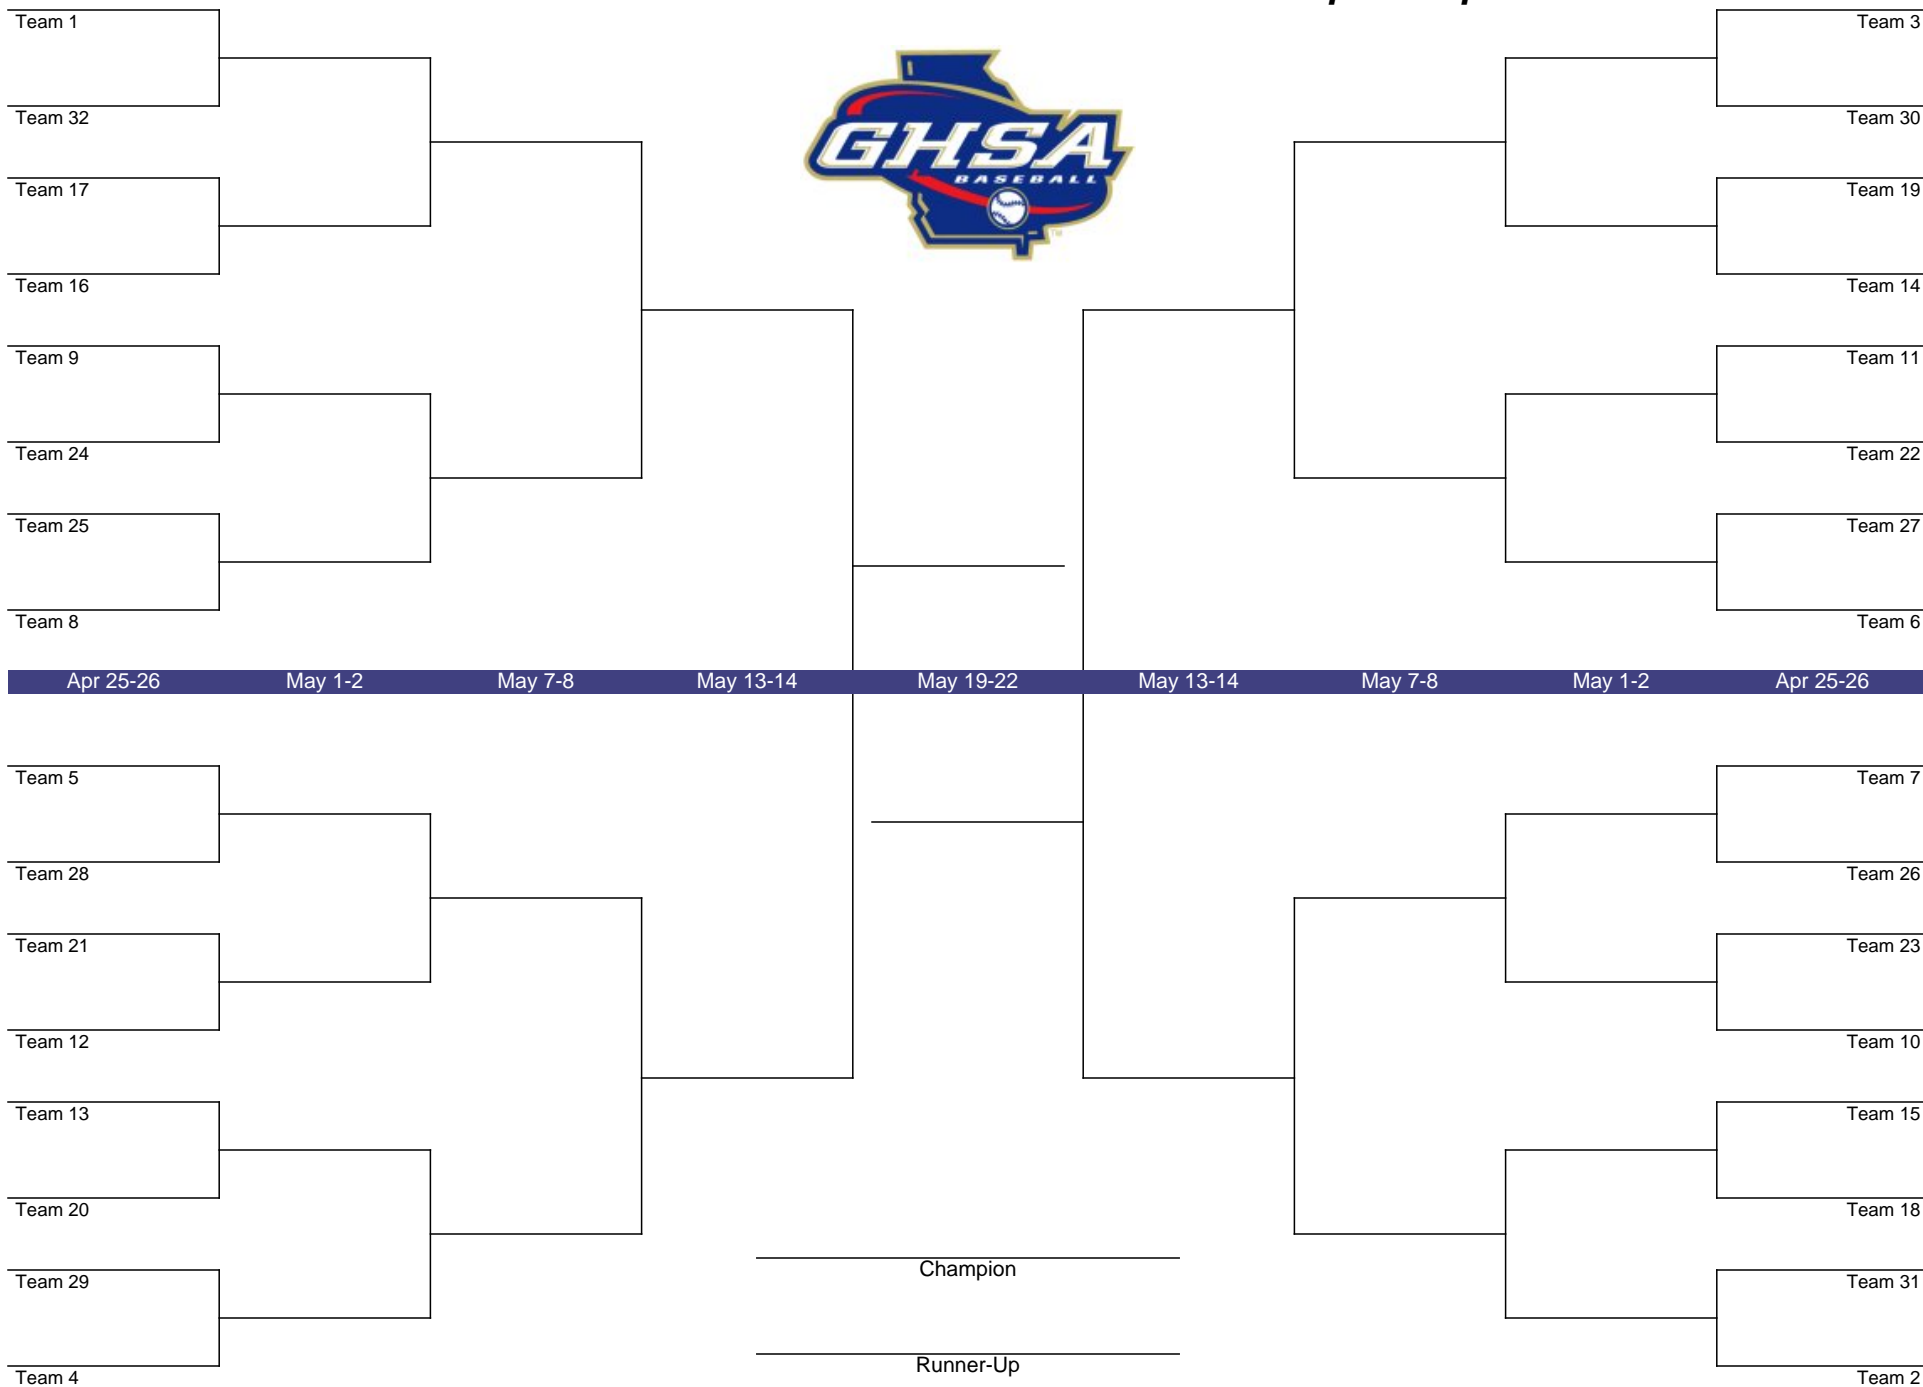 Team 1
Team 32
Team 17
Team 16
Team 9
Team 24
Team 25
Team 8
GHSA
BASEBALL
TM
Team 3
Team 30
Team 19
Team 14
Team 11
Team 22
Team 27
Team 6
Apr 25-26 May 1-2 May 7-8 May 13-14 May 19-22 May 13-14 May 7-8 May 1-2 Apr 25-26
Team 5
Team 28
Team 21
Team 12
Team 13
Team 20
Team 29
Team 4
Champion
Runner-Up
Team 7
Team 26
Team 23
Team 10
Team 15
Team 18
Team 31
Team 2